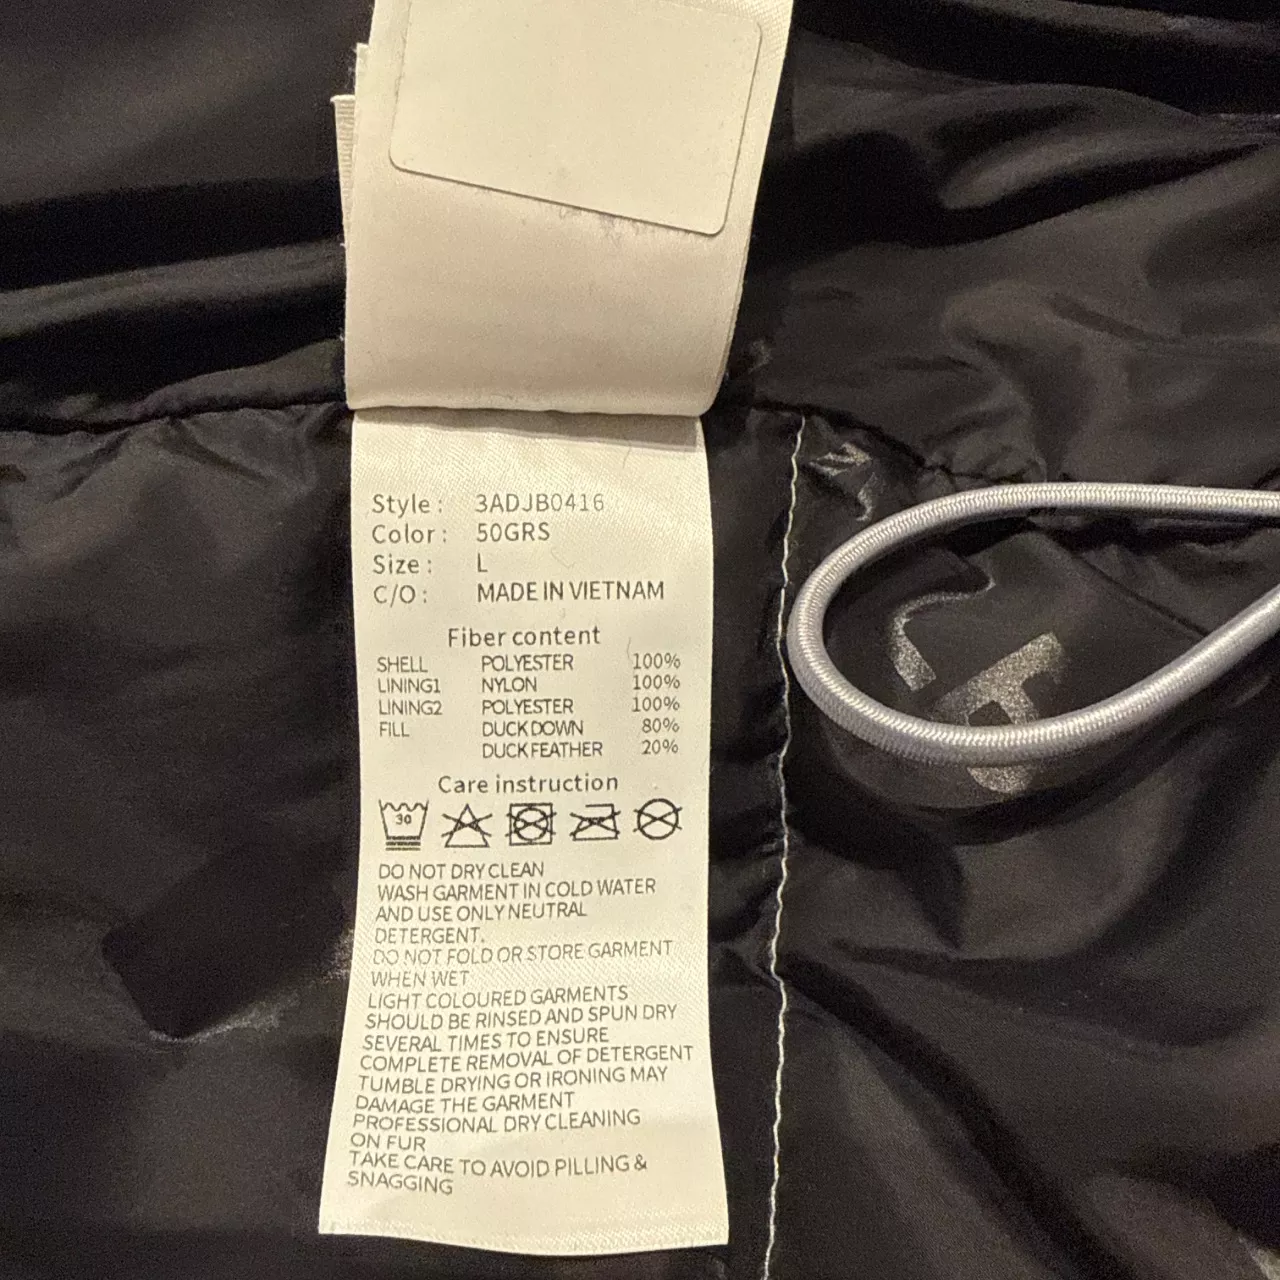 Style : 3ADJB0416
Color : 50GRS
Size : L
C/O : MADE IN VIETNAM
Fiber content
SHELL POLYESTER 100%
LINING1 NYLON 100%
LINING2 POLYESTER 100%
FILL DUCK DOWN 80%
DUCK FEATHER 20%
Care instruction
30
DO NOT DRY CLEAN
WASH GARMENT IN COLD WATER
AND USE ONLY NEUTRAL
DETERGENT.
DO NOT FOLD OR STORE GARMENT
WHEN WET
LIGHT COLOURED GARMENTS
SHOULD BE RINSED AND SPUN DRY
SEVERAL TIMES TO ENSURE
COMPLETE REMOVAL OF DETERGENT
TUMBLE DRYING OR IRONING MAY
DAMAGE THE GARMENT
PROFESSIONAL DRY CLEANING
ON FUR
TAKE CARE TO AVOID PILLING &
SNAGGING